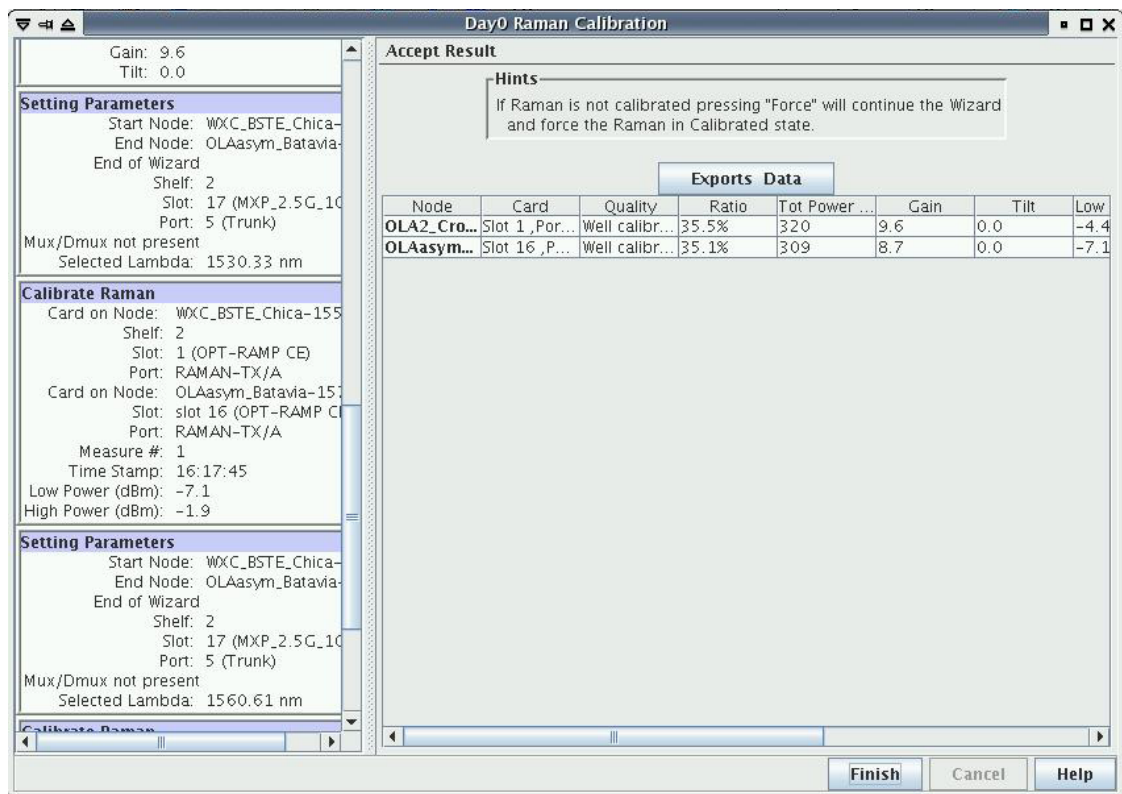 Day0 Raman Calibration
Gain: 9.6
Tilt: 0.0
Setting Parameters
Start Node: WXC_BSTE_Chica-
End Node: OLAasym_Batavia-
End of Wizard
Shelf: 2
Slot: 17 (MXP_2.5G_10
Port: 5 (Trunk)
Mux/Dmux not present
Selected Lambda: 1530.33 nm
Calibrate Raman
Card on Node: WXC_BSTE_Chica-155
Shelf: 2
Slot: 1 (OPT-RAMP CE)
Port: RAMAN-TX/A
Card on Node: OLAasym_Batavia-157
Slot: slot 16 (OPT-RAMP CE
Port: RAMAN-TX/A
Measure #: 1
Time Stamp: 16:17:45
Low Power (dBm): -7.1
High Power (dBm): -1.9
Setting Parameters
Start Node: WXC_BSTE_Chica-
End Node: OLAasym_Batavia-
End of Wizard
Shelf: 2
Slot: 17 (MXP_2.5G_10
Port: 5 (Trunk)
Mux/Dmux not present
Selected Lambda: 1560.61 nm
Calibrate Raman
Accept Result
Hints
If Raman is not calibrated pressing "Force" will continue the Wizard
and force the Raman in Calibrated state.
Exports Data
Node Card Quality Ratio Tot Power ... Gain Tilt Low
OLA2_Cro... Slot 1 ,Por... Well calibr... 35.5% 320 9.6 0.0 -4.4
OLAasym... Slot 16 ,P... Well calibr... 35.1% 309 8.7 0.0 -7.1
Finish Cancel Help